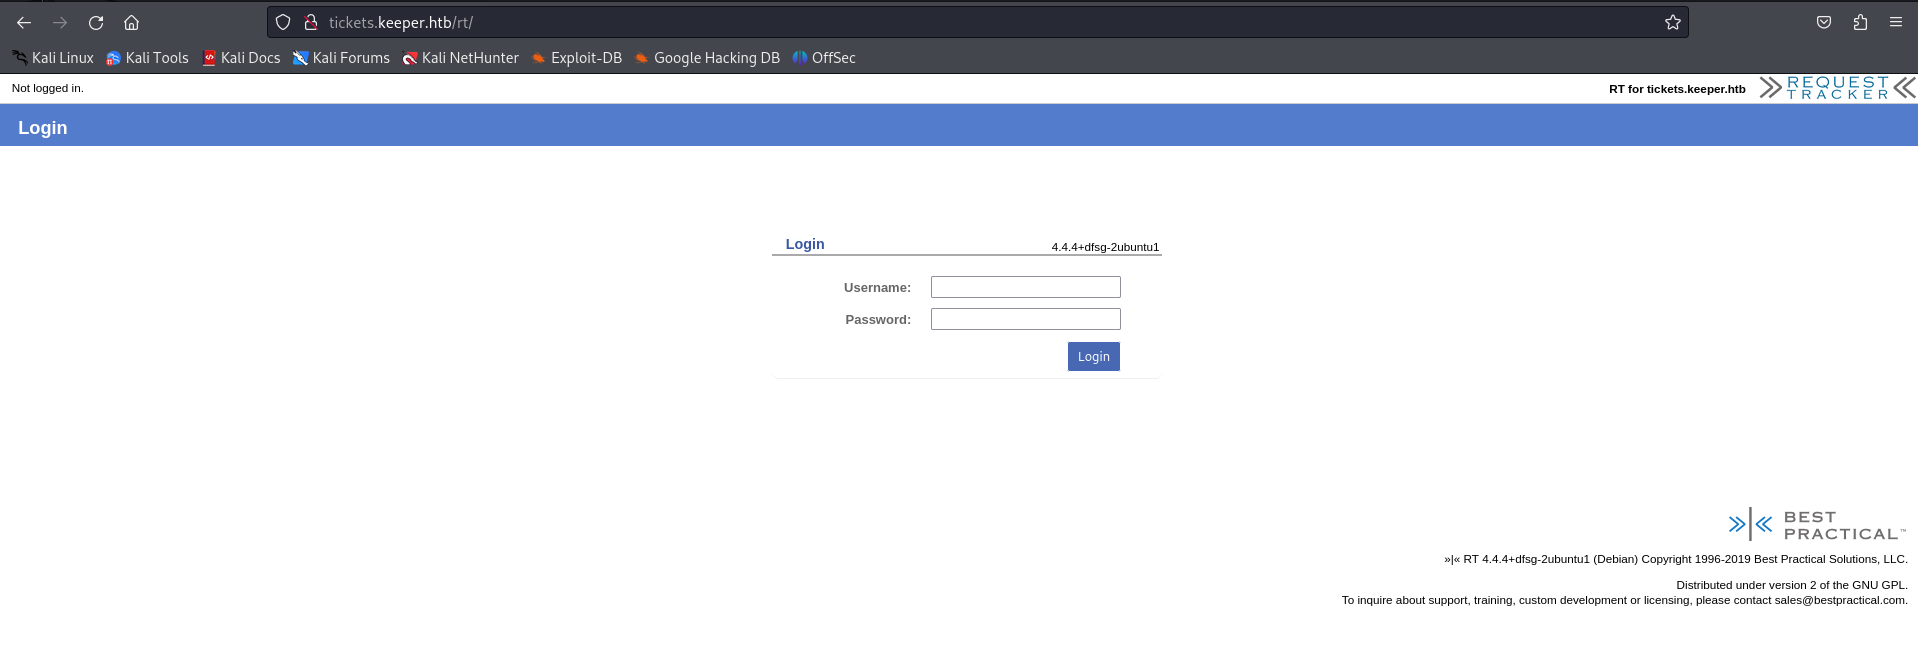 tickets.keeper.htb/rt/
Kali Linux Kali Tools Kali Docs Kali Forums Kali NetHunter Exploit-DB Google Hacking DB OffSec
Not logged in.
RT for tickets.keeper.htb
REQUEST
TRACKER
Login
Login 4.4.4+dfsg-2ubuntu1
Username:
Password:
Login
BEST
PRACTICAL™
»|« RT 4.4.4+dfsg-2ubuntu1 (Debian) Copyright 1996-2019 Best Practical Solutions, LLC.
Distributed under version 2 of the GNU GPL.
To inquire about support, training, custom development or licensing, please contact sales@bestpractical.com.